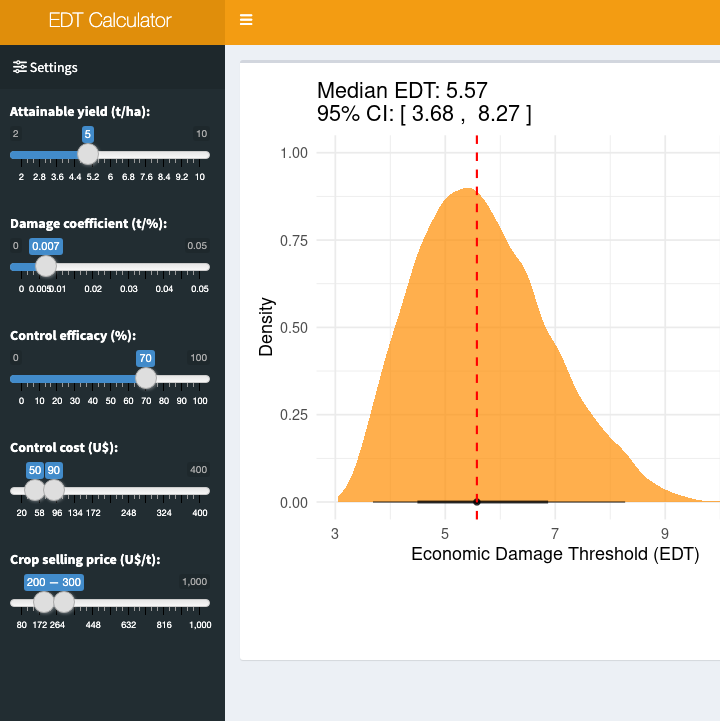 EDT Calculator
Settings
Attainable yield (t/ha):
2 5 10
2 2.8 3.6 4.4 5.2 6 6.8 7.6 8.4 9.2 10
Damage coefficient (t/%):
0 0.007 0.05
0 0.005 0.01 0.02 0.03 0.04 0.05
Control efficacy (%):
0 70 100
0 10 20 30 40 50 60 70 80 90 100
Control cost (U$):
50 90 400
20 58 96 134 172 248 324 400
Crop selling price (U$/t):
200 — 300 1,000
80 172 264 448 632 816 1,000
Median EDT: 5.57
95% CI: [ 3.68 , 8.27 ]
1.00
0.75
0.50
0.25
0.00
Density
3 5 7 9
Economic Damage Threshold (EDT)